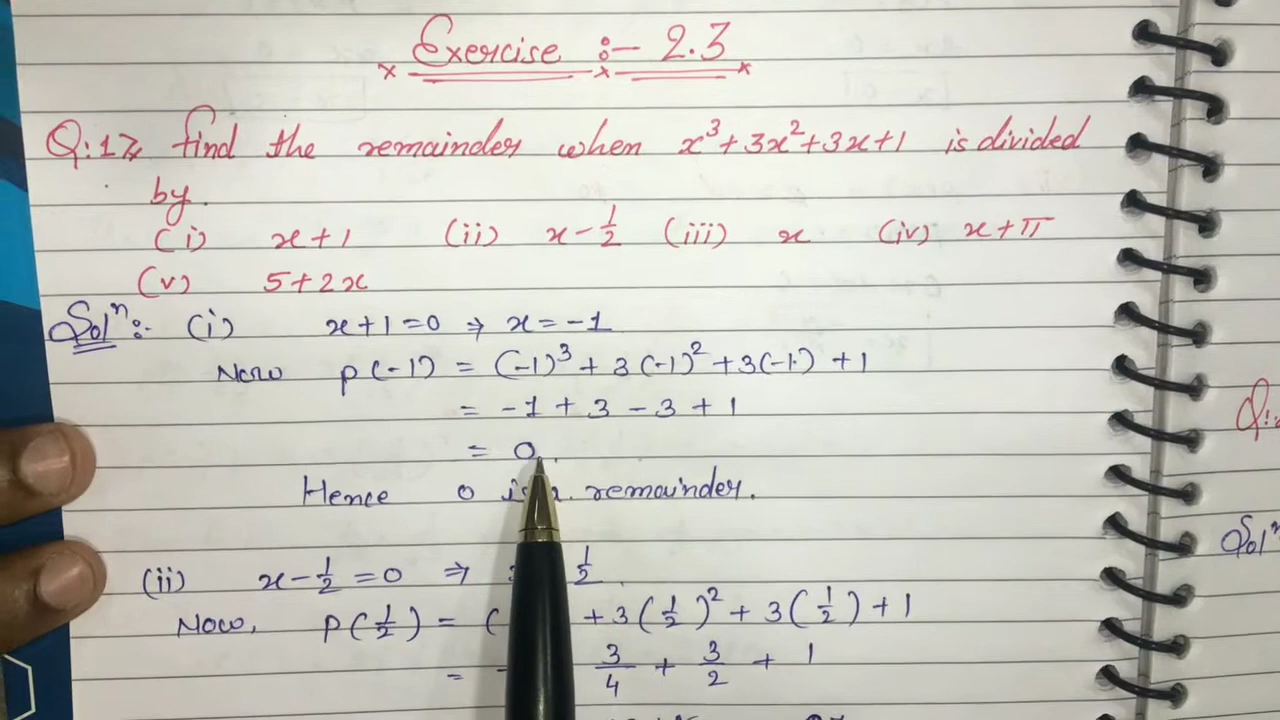 Exercise :- 2.3
Q:1> find the remainder when x³+3x²+3x+1 is divided
by.
(i) x+1 (ii) x-1/2 (iii) x (iv) x+π
(v) 5+2x
Solⁿ:- (i) x+1=0 ⇒ x=-1
Now P(-1) = (-1)³+3(-1)²+3(-1)+1
= -1+3-3+1
= 0.
Hence 0 remainder.
(ii) x-1/2=0 ⇒ 1/2
Now, P(1/2) = ( +3(1/2)²+3(1/2)+1
= 3/4 + 3/2 + 1
Solⁿ